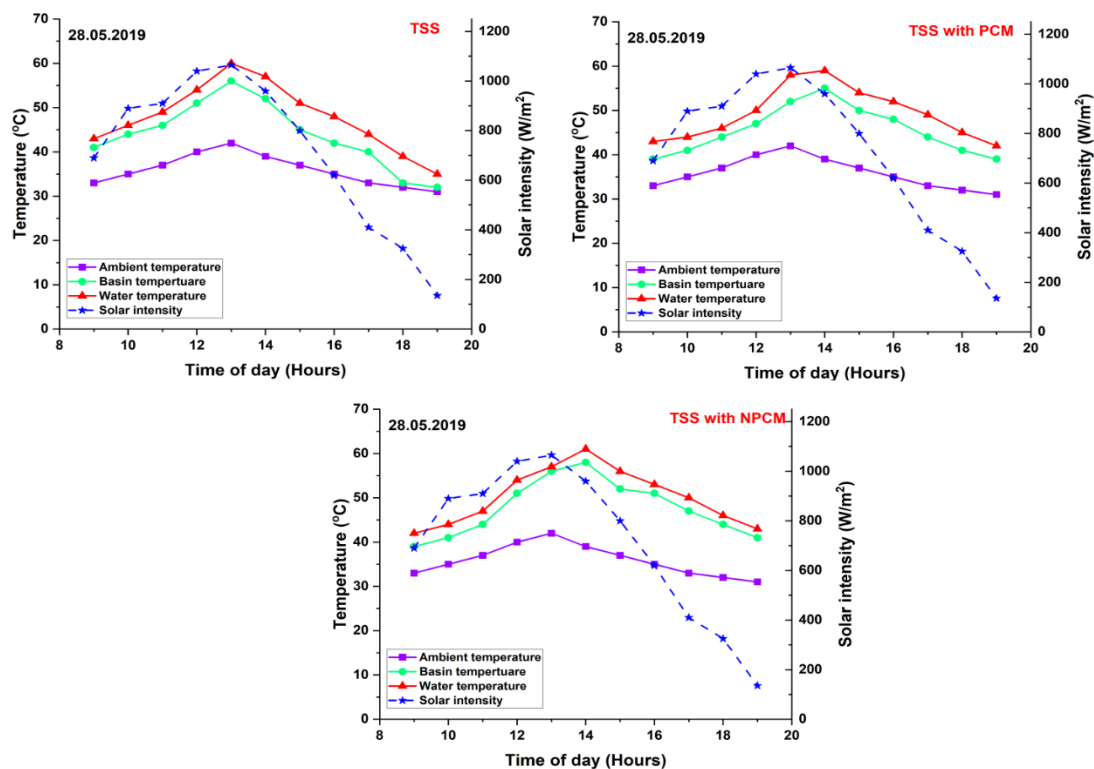 28.05.2019
TSS
Temperature (°C)
70
60
50
40
30
20
10
0
Solar intensity (W/m²)
1200
1000
800
600
400
200
0
Ambient temperature
Basin tempertuare
Water temperature
Solar intensity
8 10 12 14 16 18 20
Time of day (Hours)
28.05.2019
TSS with PCM
Temperature (°C)
70
60
50
40
30
20
10
0
Solar intensity (W/m²)
1200
1000
800
600
400
200
0
Ambient temperature
Basin tempertuare
Water temperature
Solar intensity
8 10 12 14 16 18 20
Time of day (Hours)
28.05.2019
TSS with NPCM
Temperature (°C)
70
60
50
40
30
20
10
0
Solar intensity (W/m²)
1200
1000
800
600
400
200
0
Ambient temperature
Basin tempertuare
Water temperature
Solar intensity
8 10 12 14 16 18 20
Time of day (Hours)